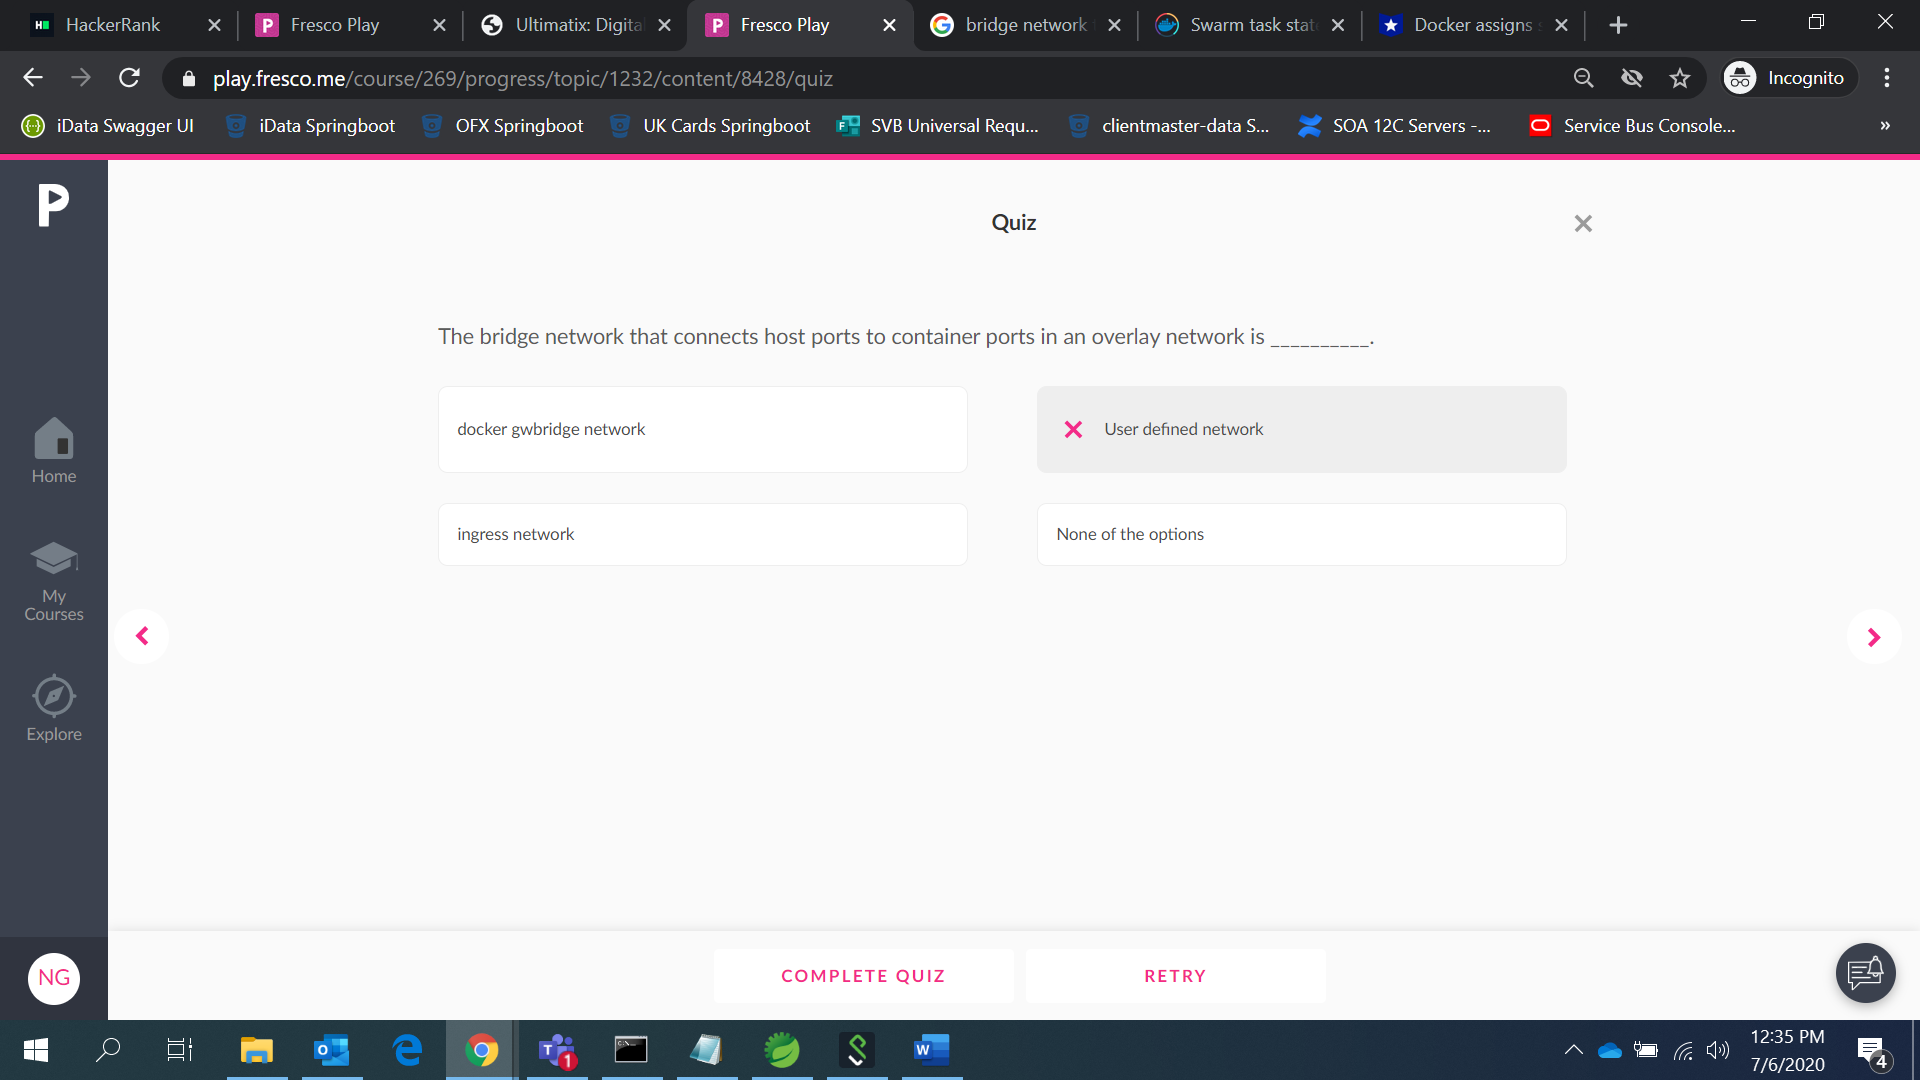 HackerRank
Fresco Play
Ultimatix: Digita
Fresco Play
bridge network
Swarm task stat
Docker assigns
play.fresco.me/course/269/progress/topic/1232/content/8428/quiz
Incognito
iData Swagger UI
iData Springboot
OFX Springboot
UK Cards Springboot
SVB Universal Requ...
clientmaster-data S...
SOA 12C Servers -...
Service Bus Console...
»
P
Quiz
The bridge network that connects host ports to container ports in an overlay network is __________.
docker gwbridge network
User defined network
ingress network
None of the options
Home
My
Courses
Explore
NG
COMPLETE QUIZ
RETRY
12:35 PM
7/6/2020
1
4